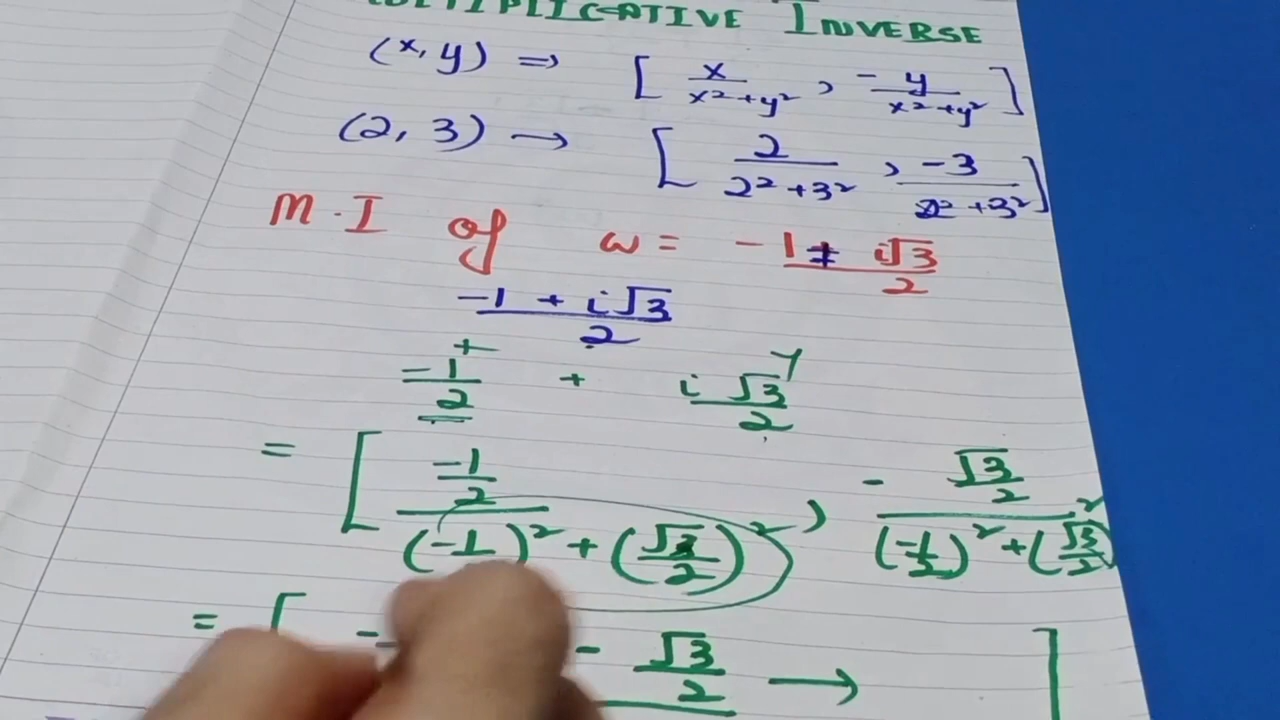 MULTIPLICATIVE INVERSE
(x, y) ⇒ [ x/x²+y² , -y/x²+y² ]
(2, 3) → [ 2/2²+3² , -3/2²+3² ]
M.I of ω = -1 ± i√3/2
-1 + i√3/2
-1/2 + i√3/2
= [ -1/2/(-1/2)² + (√3/2)² , - √3/2/(-1/2)² + (√3/2)²
= [ - - √3/2 → ]